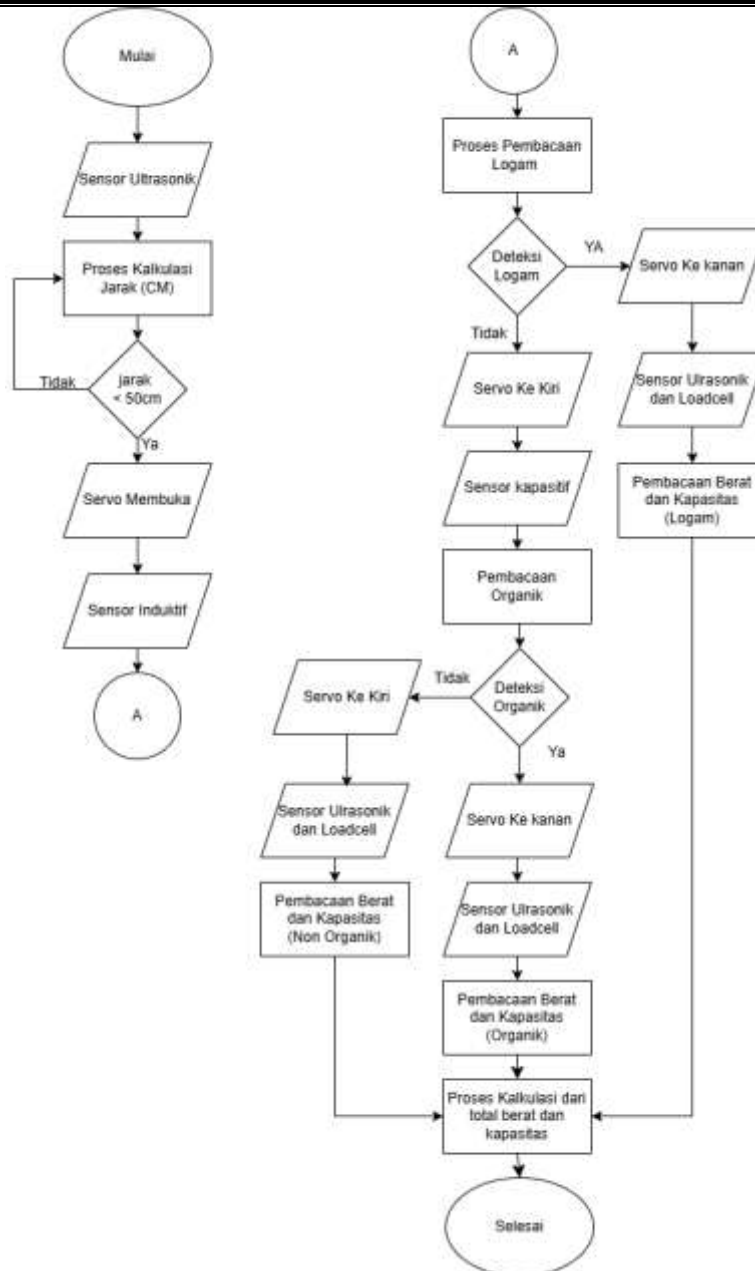 Mulai
Sensor Ultrasonik
Proses Kalkulasi
Jarak (CM)
Tidak
jarak
< 50cm
Ya
Servo Membuka
Sensor Induktif
A
A
Proses Pembacaan
Logam
Deteksi
Logam
YA
Servo Ke kanan
Tidak
Servo Ke Kiri
Sensor Ulrasonik
dan Loadcell
Sensor kapasitif
Pembacaan Berat
dan Kapasitas
(Logam)
Pembacaan
Organik
Deteksi
Organik
Tidak
Servo Ke Kiri
Ya
Sensor Ulrasonik
dan Loadcell
Servo Ke kanan
Pembacaan Berat
dan Kapasitas
(Non Organik)
Sensor Ulrasonik
dan Loadcell
Pembacaan Berat
dan Kapasitas
(Organik)
Proses Kalkulasi dari
total berat dan
kapasitas
Selesai